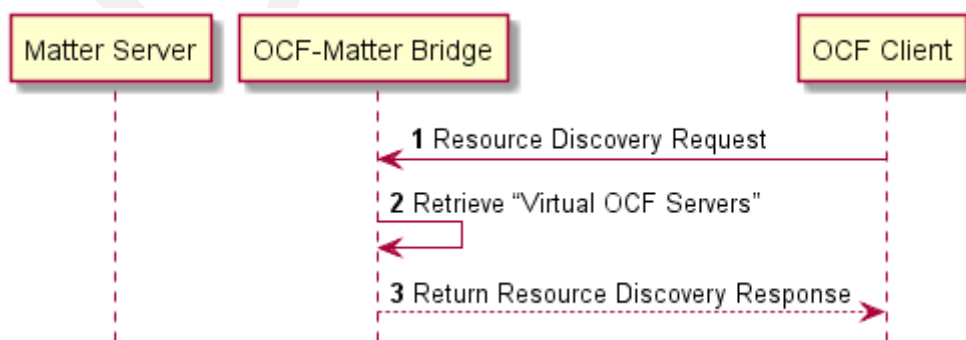 Matter Server
OCF-Matter Bridge
OCF Client
1 Resource Discovery Request
2 Retrieve “Virtual OCF Servers”
3 Return Resource Discovery Response